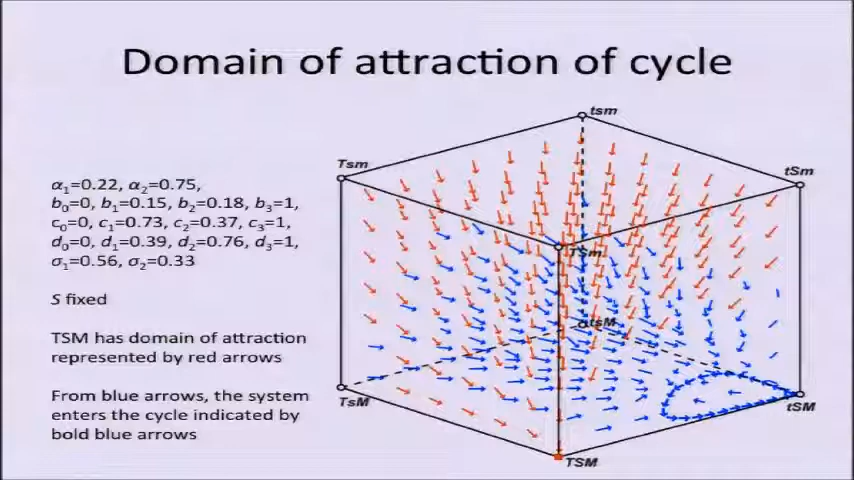 Domain of attraction of cycle
α₁=0.22, α₂=0.75,
b₀=0, b₁=0.15, b₂=0.18, b₃=1,
c₀=0, c₁=0.73, c₂=0.37, c₃=1,
d₀=0, d₁=0.39, d₂=0.76, d₃=1,
σ₁=0.56, σ₂=0.33
S fixed
TSM has domain of attraction
represented by red arrows
From blue arrows, the system
enters the cycle indicated by
bold blue arrows
tsm
Tsm
tSm
TSm
tsM
TsM
tSM
TSM